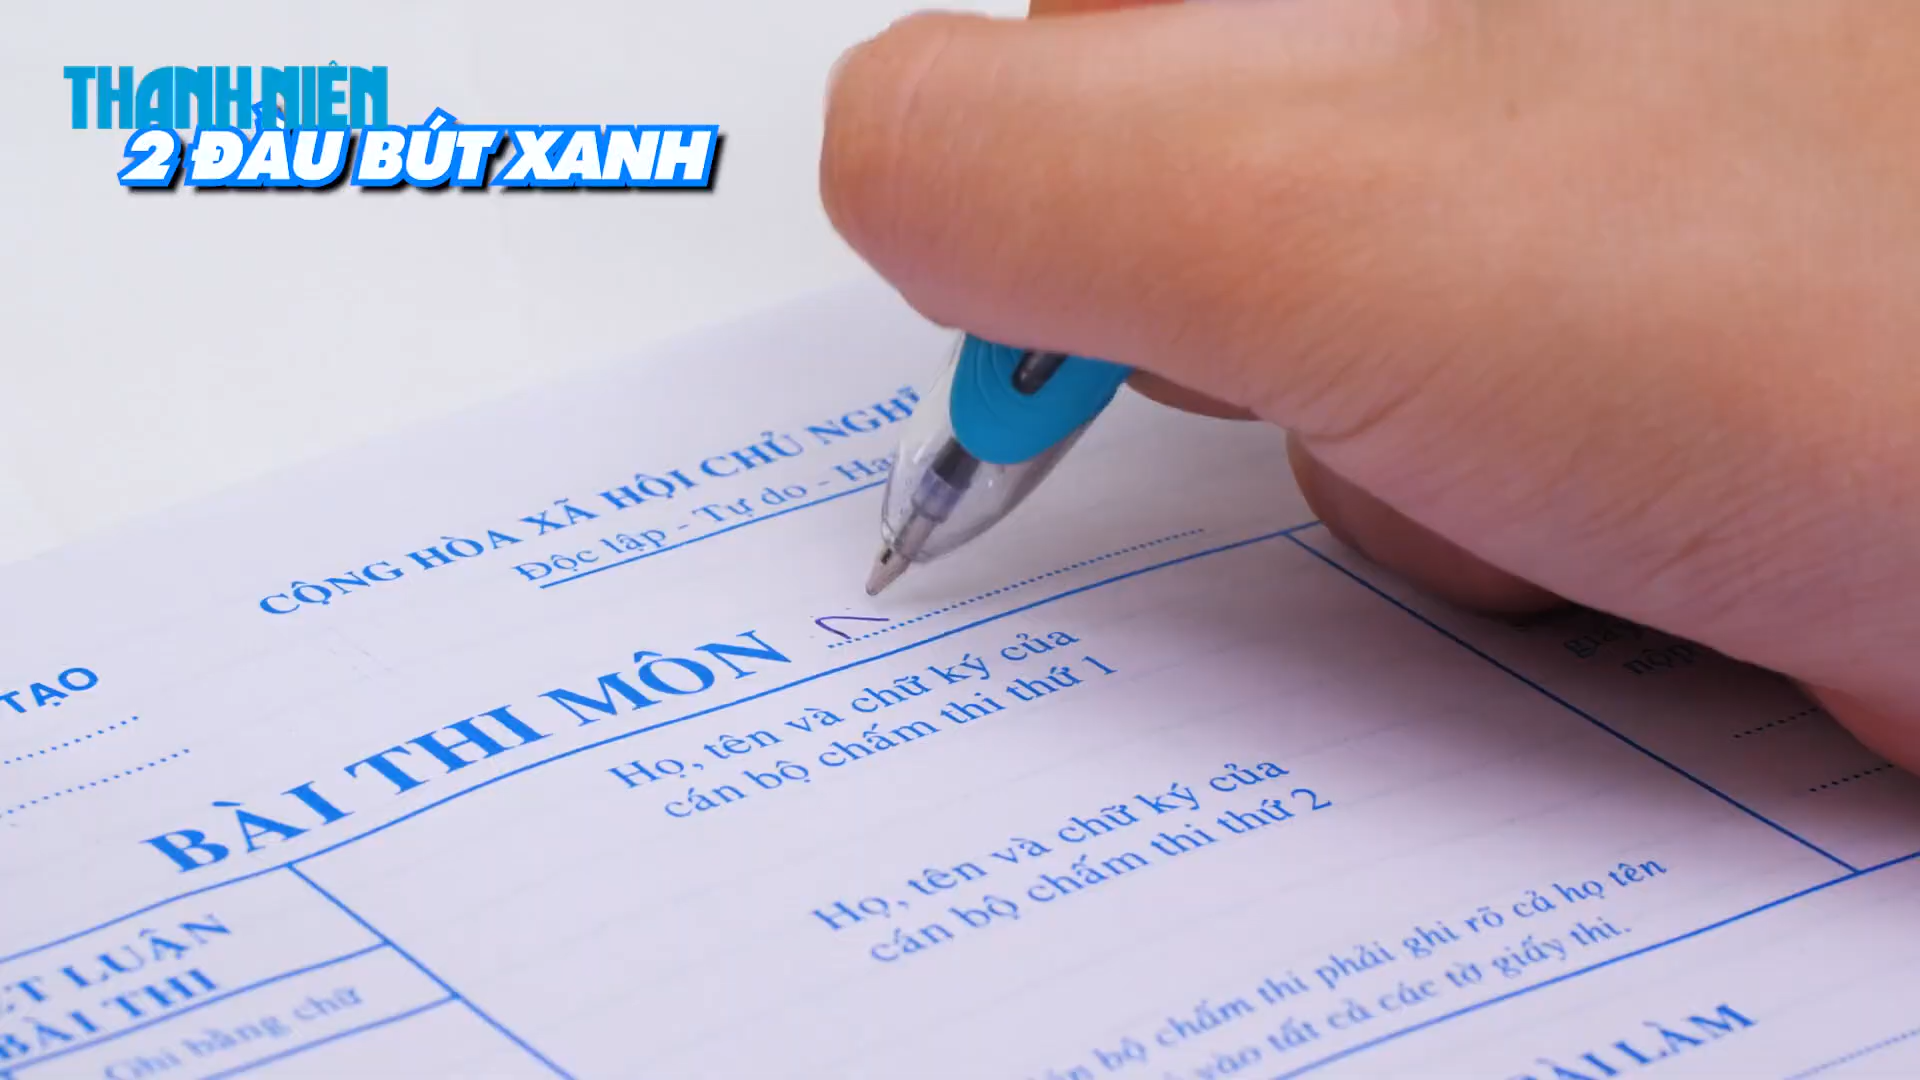 THANH NIÊN
2 ĐẦU BÚT XANH
CỘNG HÒA XÃ HỘI CHỦ NGHĨ
Độc lập - Tự do - Hạ
TẠO
BÀI THI MÔN
Họ, tên và chữ ký của
cán bộ chấm thi thứ 1
Họ, tên và chữ ký của
cán bộ chấm thi thứ 2
LUẬN
BÀI THI
Ghi bằng chữ
bộ chấm thi phải ghi rõ cả họ tên
vào tất cả các tờ giấy thi.
LÀM